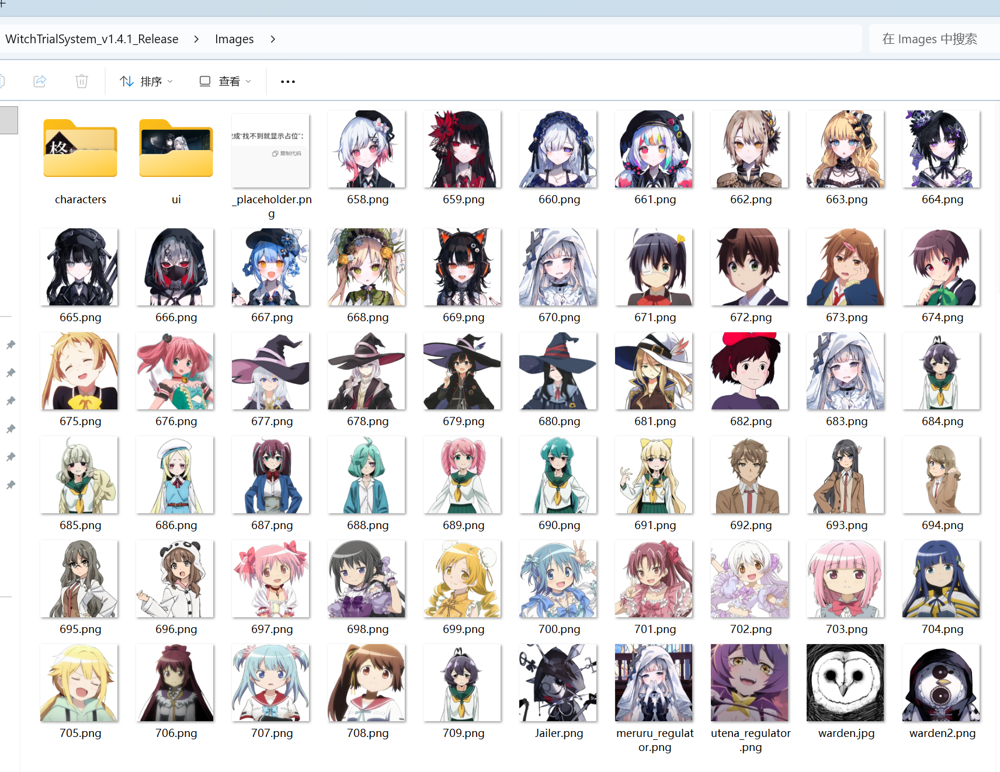 WitchTrialSystem_v1.4.1_Release > Images >
在 Images 中搜索
排序
查看
格
成“找不到就显示占位”：
复制代码
characters
ui
_placeholder.pn
g
658.png
659.png
660.png
661.png
662.png
663.png
664.png
665.png
666.png
667.png
668.png
669.png
670.png
671.png
672.png
673.png
674.png
675.png
676.png
677.png
678.png
679.png
680.png
681.png
682.png
683.png
684.png
685.png
686.png
687.png
688.png
689.png
690.png
691.png
692.png
693.png
694.png
695.png
696.png
697.png
698.png
699.png
700.png
701.png
702.png
703.png
704.png
705.png
706.png
707.png
708.png
709.png
Jailer.png
meruru_regulat
or.png
utena_regulator
.png
warden.jpg
warden2.png